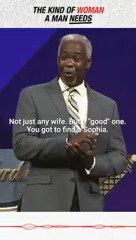 THE KIND OF WOMAN
A MAN NEEDS
Not just any wife. But a "good" one.
You got to find a Sophia.